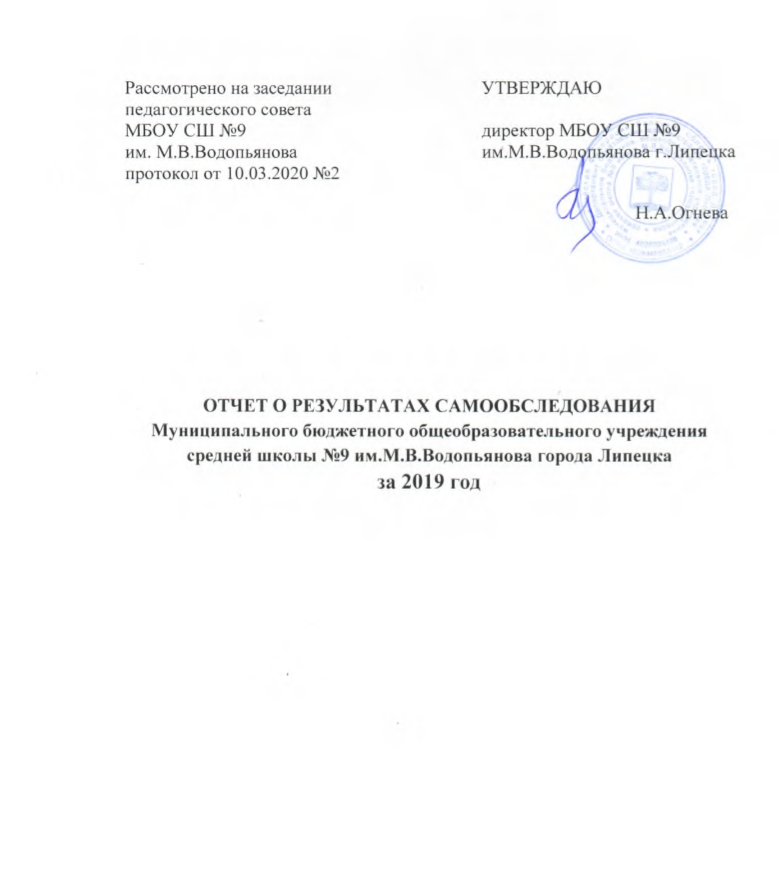 Рассмотрено на заседании
педагогического совета
МБОУ СШ №9
им. М.В.Водопьянова
протокол от 10.03.2020 №2
УТВЕРЖДАЮ
директор МБОУ СШ №9
им.М.В.Водопьянова г.Липецка
Н.А.Огнева
ОТЧЕТ О РЕЗУЛЬТАТАХ САМООБСЛЕДОВАНИЯ
Муниципального бюджетного общеобразовательного учреждения
средней школы №9 им.М.В.Водопьянова города Липецка
за 2019 год